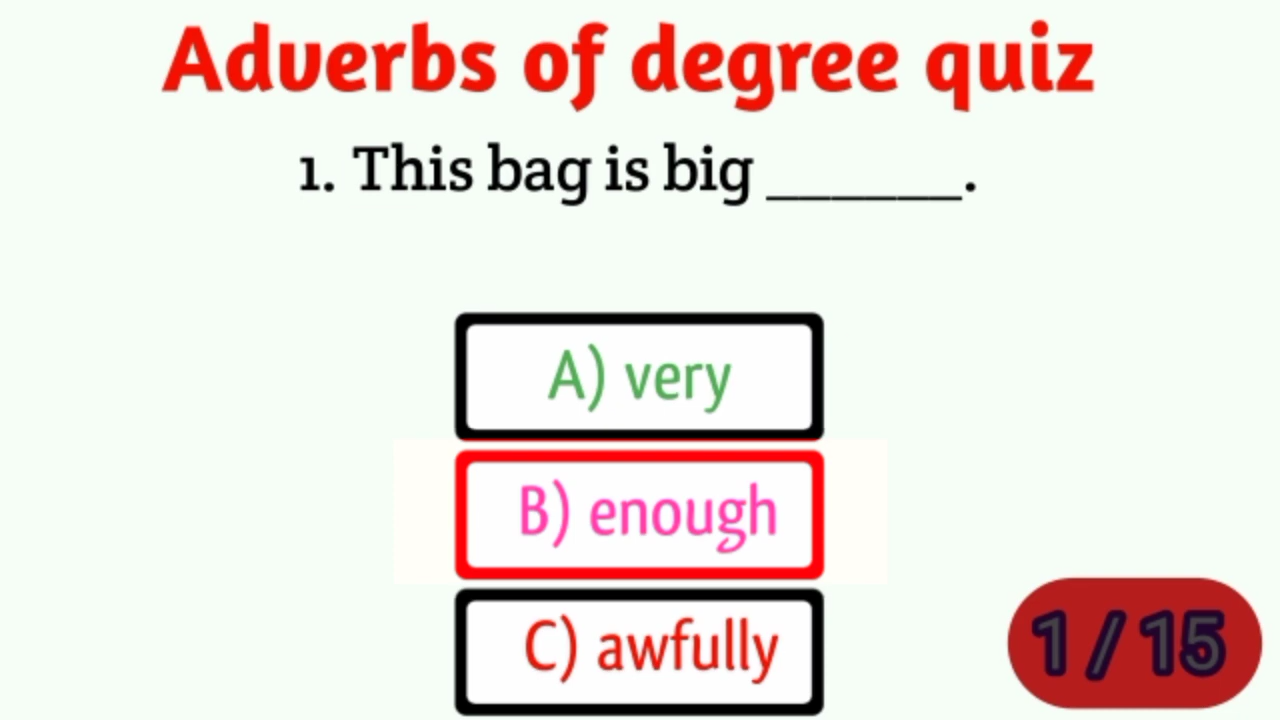 Adverbs of degree quiz
1. This bag is big ______.
A) very
B) enough
C) awfully
1 / 15